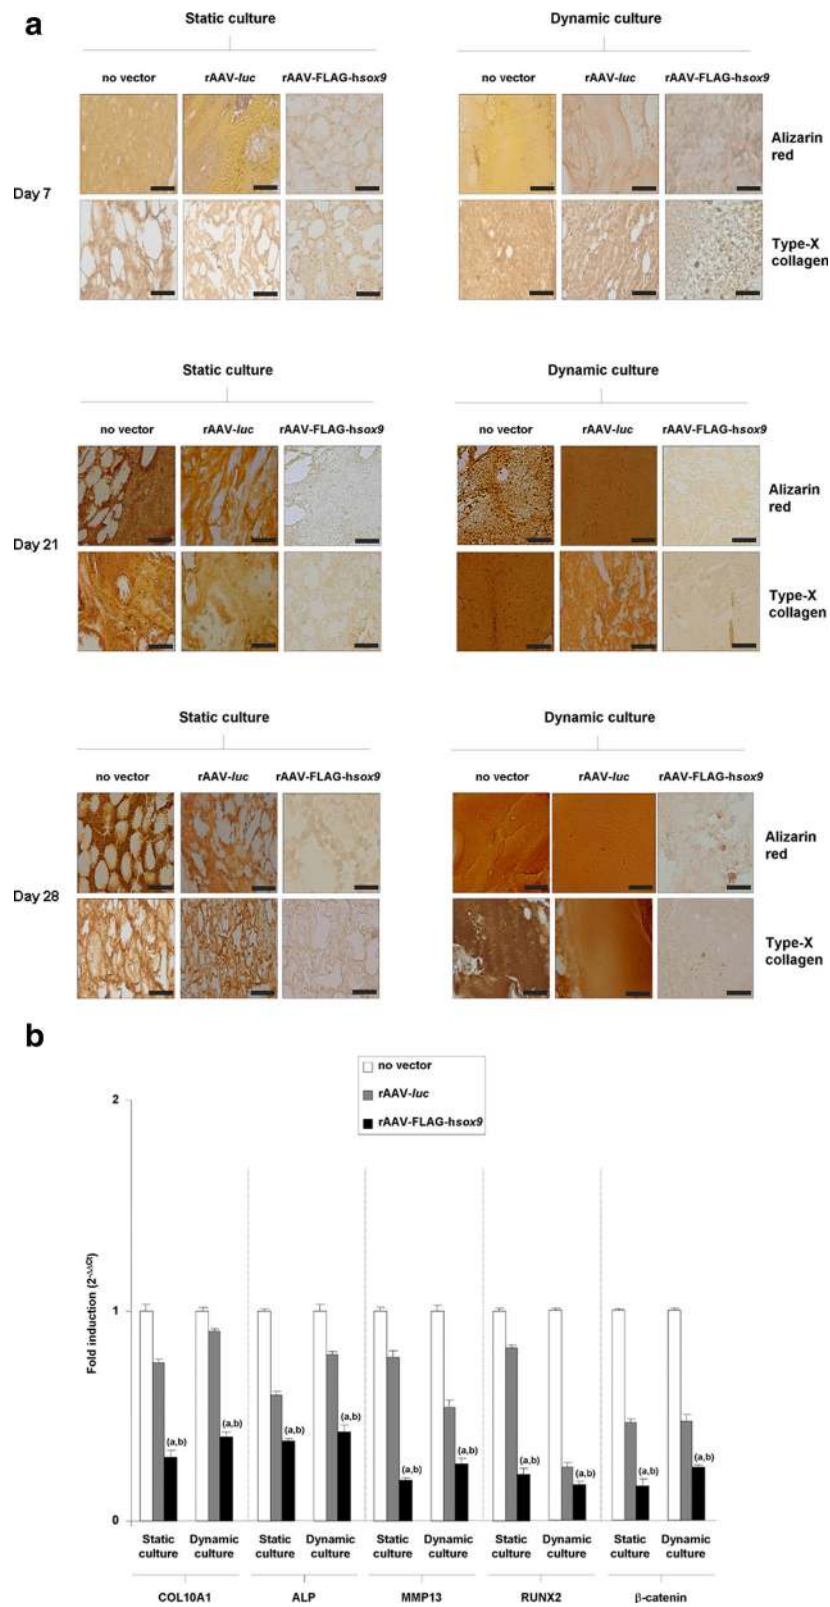 a
Static culture
Dynamic culture
no vector
rAAV-luc
rAAV-FLAG-hsox9
no vector
rAAV-luc
rAAV-FLAG-hsox9
Day 7
Alizarin
red
Type-X
collagen
Static culture
Dynamic culture
no vector
rAAV-luc
rAAV-FLAG-hsox9
no vector
rAAV-luc
rAAV-FLAG-hsox9
Day 21
Alizarin
red
Type-X
collagen
Static culture
Dynamic culture
no vector
rAAV-luc
rAAV-FLAG-hsox9
no vector
rAAV-luc
rAAV-FLAG-hsox9
Day 28
Alizarin
red
Type-X
collagen
b
no vector
rAAV-luc
rAAV-FLAG-hsox9
Fold induction (2-ΔΔCt)
2
1
0
(a,b)
(a,b)
(a,b)
(a,b)
(a,b)
(a,b)
(a,b)
(a,b)
(a,b)
(a,b)
Static
culture
Dynamic
culture
Static
culture
Dynamic
culture
Static
culture
Dynamic
culture
Static
culture
Dynamic
culture
Static
culture
Dynamic
culture
COL10A1
ALP
MMP13
RUNX2
β-catenin